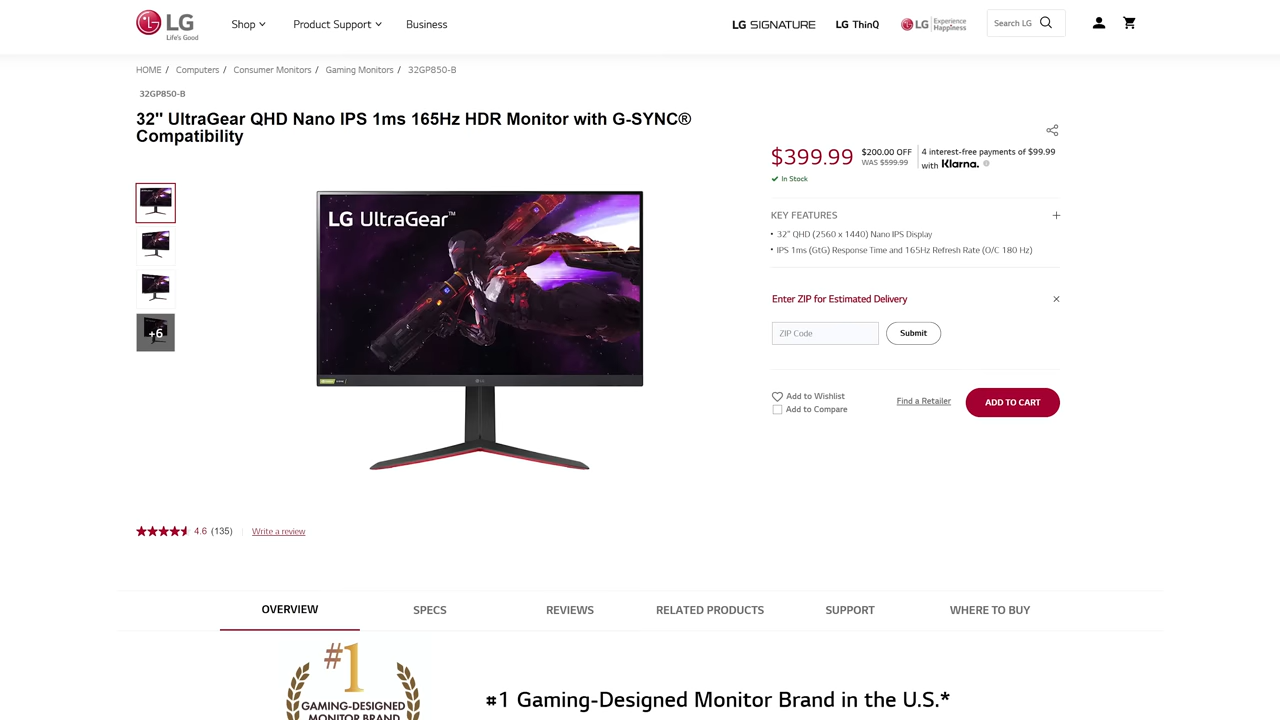 LG
Life's Good
Shop
Product Support
Business
LG SIGNATURE
LG ThinQ
LG Experience Happiness
Search LG
HOME / Computers / Consumer Monitors / Gaming Monitors / 32GP850-B
32GP850-B
32" UltraGear QHD Nano IPS 1ms 165Hz HDR Monitor with G-SYNC®
Compatibility
$399.99
$200.00 OFF
WAS $599.99
4 interest-free payments of $99.99
with Klarna.
In Stock
LG UltraGear™
KEY FEATURES
• 32" QHD (2560 x 1440) Nano IPS Display
• IPS 1ms (GtG) Response Time and 165Hz Refresh Rate (O/C 180 Hz)
Enter ZIP for Estimated Delivery
ZIP Code
Submit
+6
Add to Wishlist
Add to Compare
Find a Retailer
ADD TO CART
4.6 (135)
Write a review
OVERVIEW
SPECS
REVIEWS
RELATED PRODUCTS
SUPPORT
WHERE TO BUY
#1
GAMING-DESIGNED
MONITOR BRAND
#1 Gaming-Designed Monitor Brand in the U.S.*